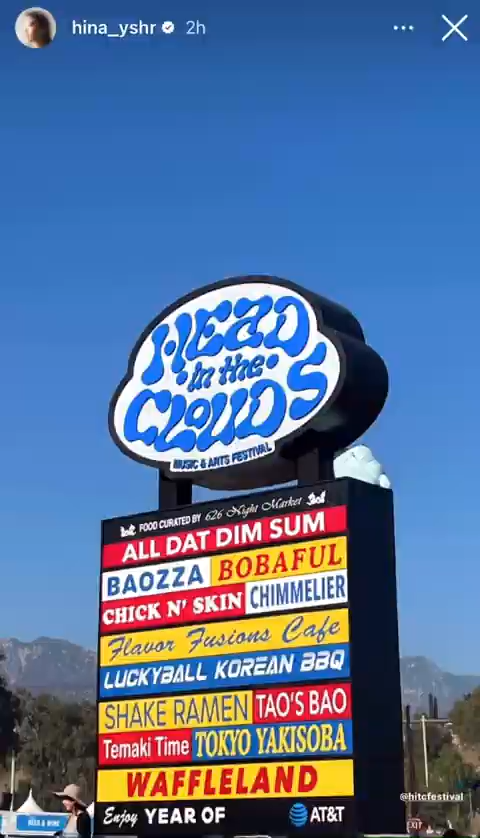 hina_yshr 2h
HEAD
in the
CLOUDS
MUSIC & ARTS FESTIVAL
FOOD CURATED BY 626 Night Market
ALL DAT DIM SUM
BAOZZA BOBAFUL
CHICK N' SKIN CHIMMELIER
Flavor Fusions Cafe
LUCKYBALL KOREAN BBQ
SHAKE RAMEN TAO'S BAO
Temaki Time TOKYO YAKISOBA
WAFFLELAND
@hitcfestival
Enjoy YEAR OF AT&T
BEER & WINE